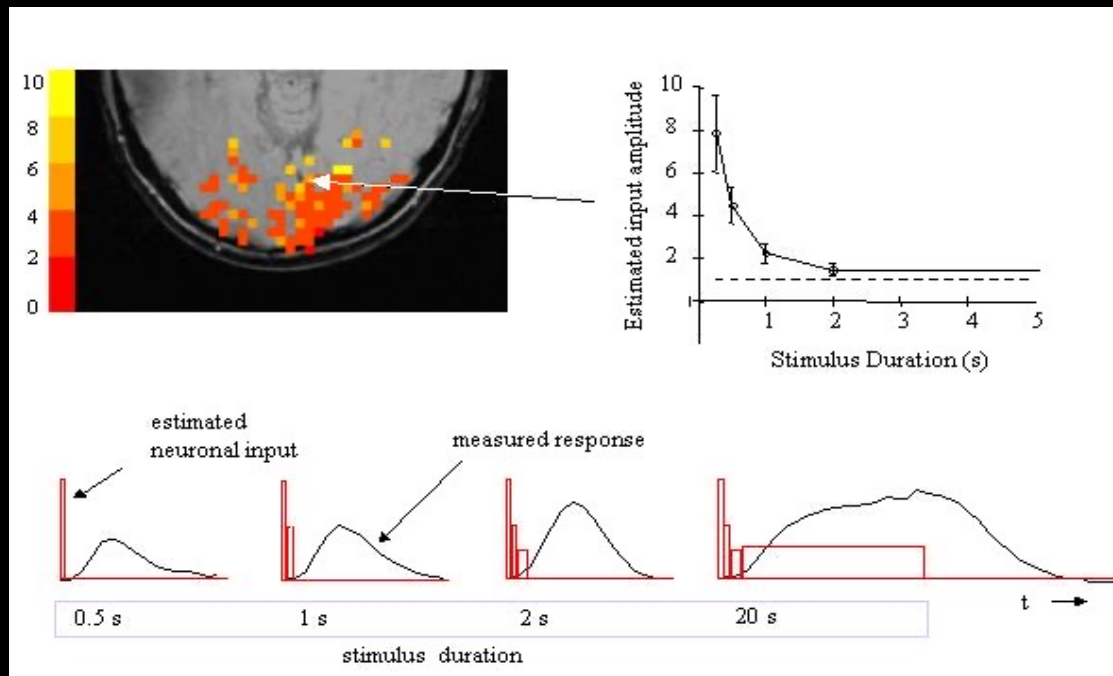 10
8
6
4
2
0
Estimated input amplitude
10
8
6
4
2
1
2
3
4
5
Stimulus Duration (s)
estimated
neuronal input
measured response
0.5 s
1 s
2 s
20 s
t
stimulus duration